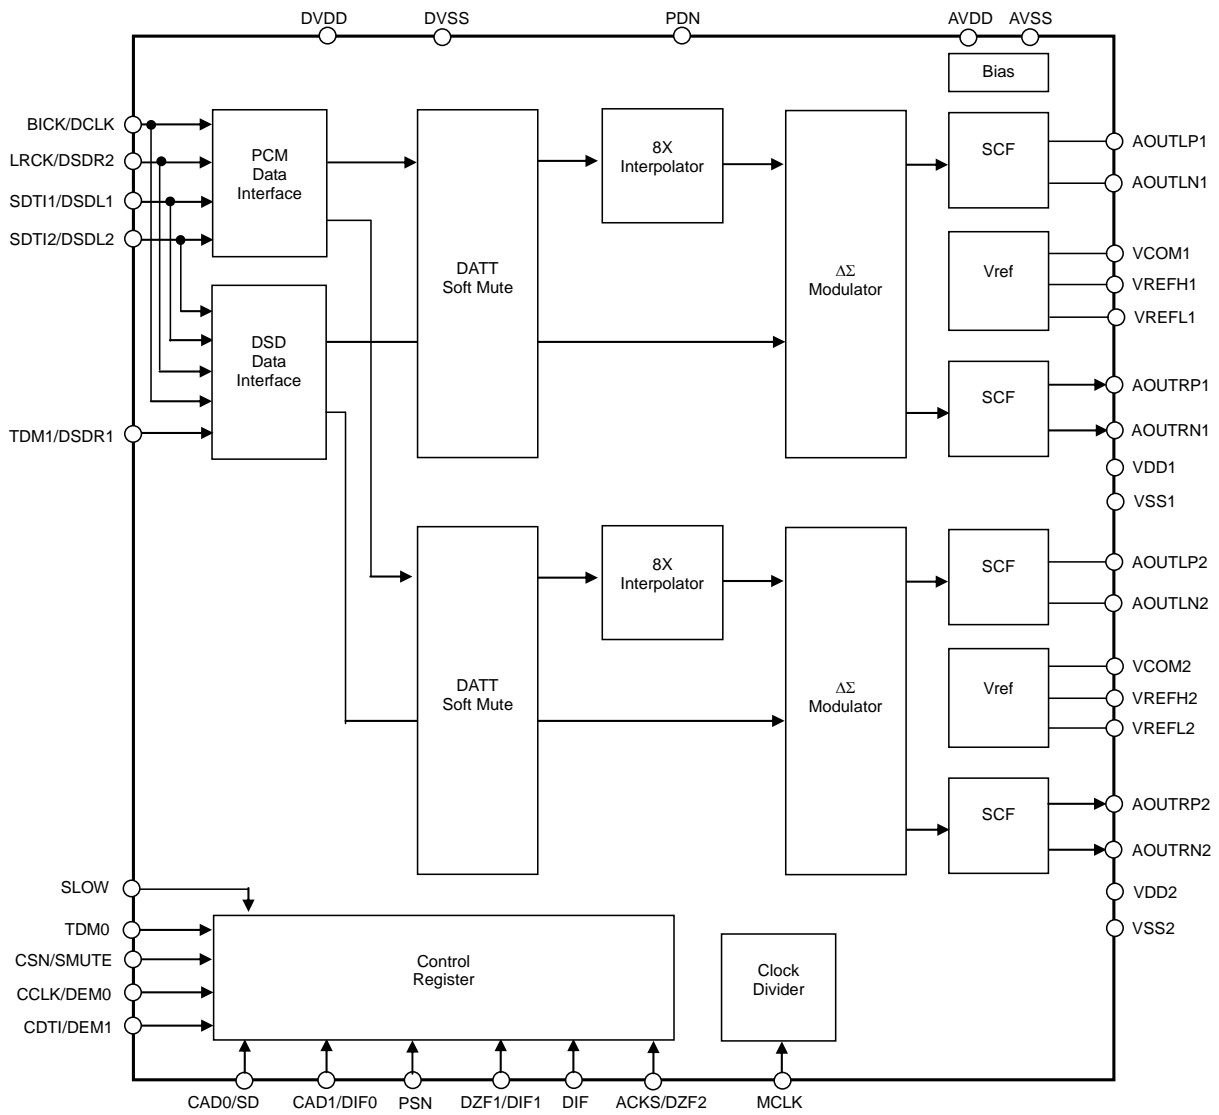 DVDD
DVSS
PDN
AVDD
AVSS
Bias
BICK/DCLK
LRCK/DSDR2
SDTI1/DSDL1
SDTI2/DSDL2
TDM1/DSDR1
PCM
Data
Interface
DSD
Data
Interface
DATT
Soft Mute
8X
Interpolator
ΔΣ
Modulator
SCF
Vref
SCF
AOUTLP1
AOUTLN1
VCOM1
VREFH1
VREFL1
AOUTRP1
AOUTRN1
VDD1
VSS1
DATT
Soft Mute
8X
Interpolator
ΔΣ
Modulator
SCF
Vref
SCF
AOUTLP2
AOUTLN2
VCOM2
VREFH2
VREFL2
AOUTRP2
AOUTRN2
VDD2
VSS2
SLOW
TDM0
CSN/SMUTE
CCLK/DEM0
CDTI/DEM1
Control
Register
Clock
Divider
CAD0/SD
CAD1/DIF0
PSN
DZF1/DIF1
DIF
ACKS/DZF2
MCLK